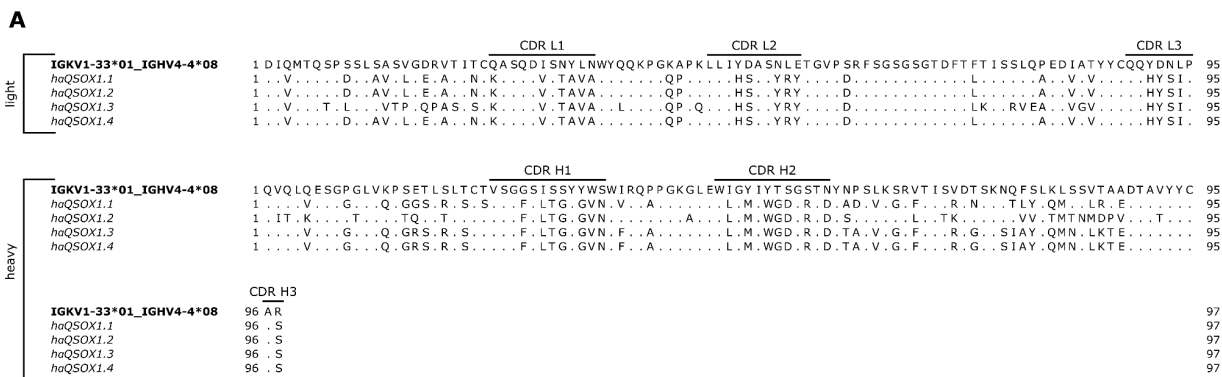 A
CDR L1 CDR L2 CDR L3
light
IGKV1-33*01_IGHV4-4*08 1 DIQMTQSPSSLSASVGDRVTITCQASQDISNYLNWYQQKPGKAPKLLIYDASNLETGVPSRFSGSGSGTDFTFTISSLQPEDIATYYCQQYDNLP 95
haQSOX1.1 1 ..V.....D..AV.L.E.A..N.K....V.TAVA.......QP.....HS..YRY....D............L......A..V.V.....HYSI. 95
haQSOX1.2 1 ..V.....D..AV.L.E.A..N.K....V.TAVA.......QP.....HS..YRY....D............L......A..V.V.....HYSI. 95
haQSOX1.3 1 ..V...T.L...VTP.QPAS.S.K....V.TAVA..L....QP.Q...HS..YRY....D............LK..RVEA..VGV.....HYSI. 95
haQSOX1.4 1 ..V.....D..AV.L.E.A..N.K....V.TAVA.......QP.....HS..YRY....D............L......A..V.V.....HYSI. 95
CDR H1 CDR H2
heavy
IGKV1-33*01_IGHV4-4*08 1 QVQLQESGPGLVKPSETLSLTCTVSGGSISSYYWSWIRQPPGKGLEWIGYIYTSGSTNYNPSLKSRVTISVDTSKNQFSLKLSSVTAADTAVYYC 95
haQSOX1.1 1 .....V..G...Q.GGS.R.S.S...F.LTG.GVN.V..A.......L.M.WGD.R.DAD.V.G..F...R..N..TLY.QM..LR.E....... 95
haQSOX1.2 1 .IT.K....T....TQ.T........F.LTG.GVN........A...L.M.WGD.R.D.S......L..TK......VV.TMTNMDPV...T... 95
haQSOX1.3 1 .....V..G...Q.GRS.R.S.....F.LTG.GVN.F..A.......L.M.WGD.R.DTA.V.G..F...R.G..SIAY.QMN.LKTE....... 95
haQSOX1.4 1 .....V..G...Q.GRS.R.S.....F.LTG.GVN.F..A.......L.M.WGD.R.DTA.V.G..F...R.G..SIAY.QMN.LKTE....... 95
CDR H3
IGKV1-33*01_IGHV4-4*08 96 AR 97
haQSOX1.1 96 .S 97
haQSOX1.2 96 .S 97
haQSOX1.3 96 .S 97
haQSOX1.4 96 .S 97